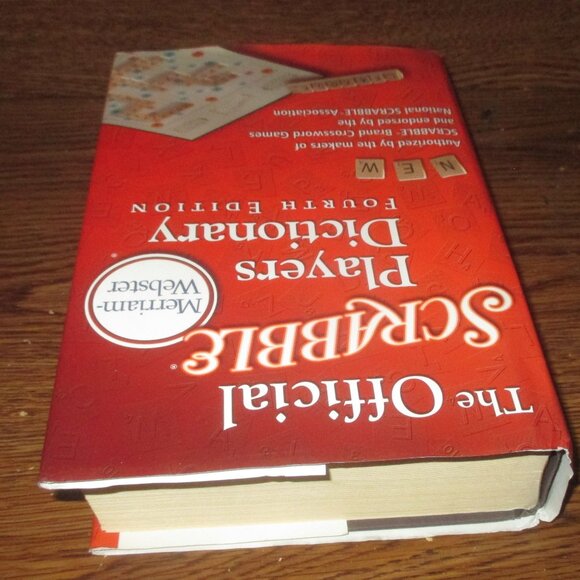 The Official
SCRABBLE®
Players
Dictionary
FOURTH EDITION
Merriam-
Webster®
NEW
Authorized by the makers of
SCRABBLE® Brand Crossword Games
and endorsed by the
National SCRABBLE® Association